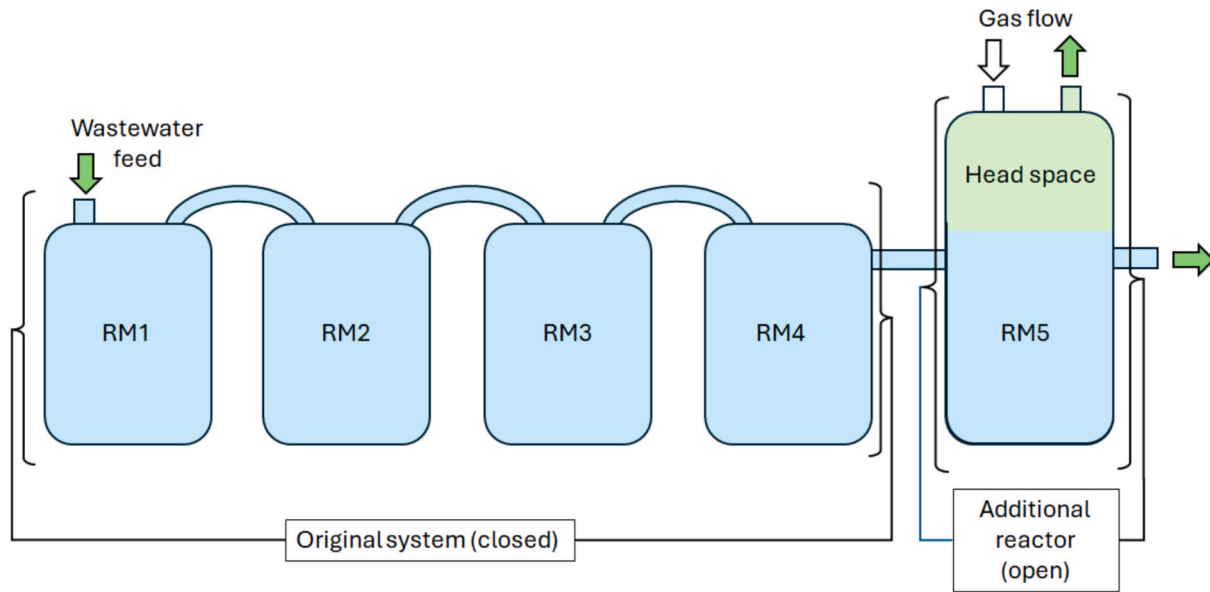 Gas flow
Wastewater
feed
Head space
RM1
RM2
RM3
RM4
RM5
Original system (closed)
Additional
reactor
(open)